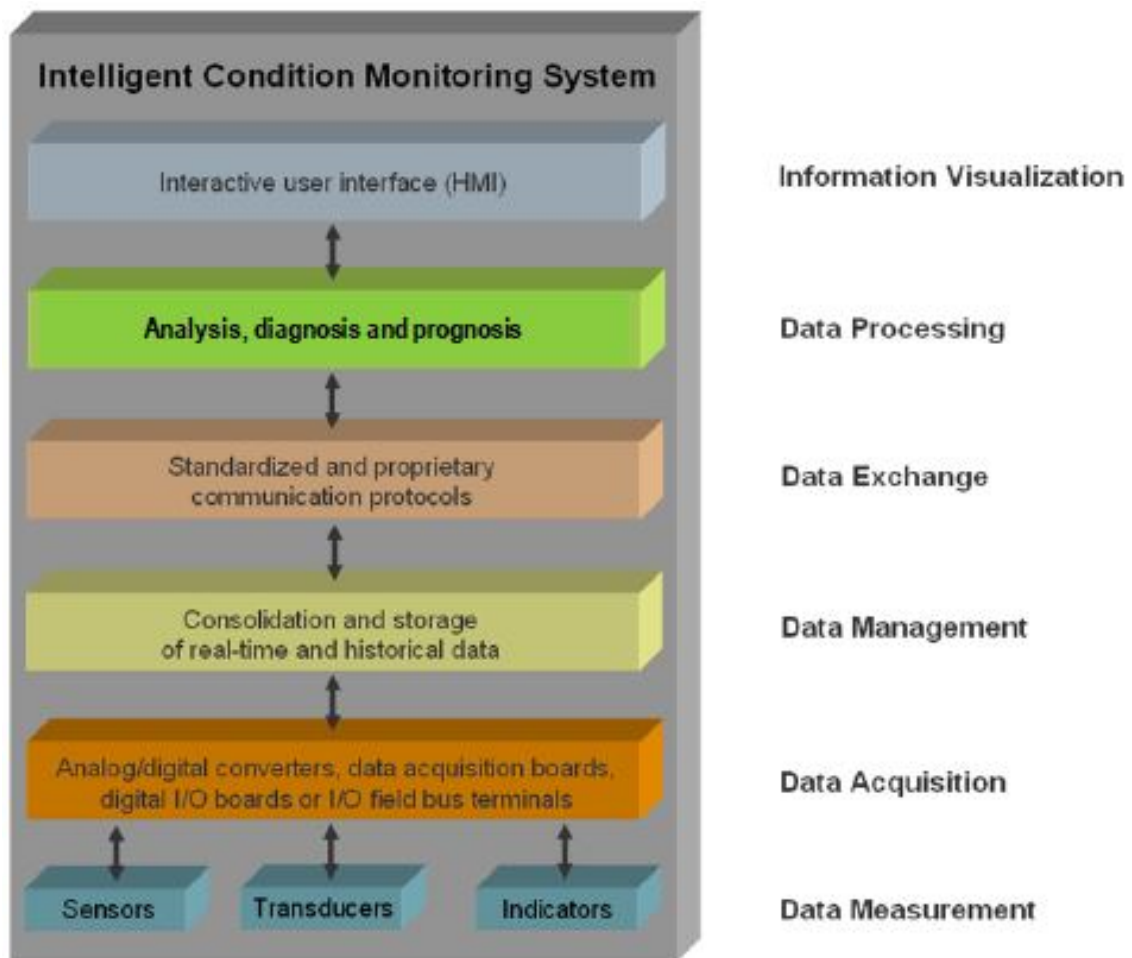 Intelligent Condition Monitoring System
Interactive user interface (HMI)
Information Visualization
Analysis, diagnosis and prognosis
Data Processing
Standardized and proprietary
communication protocols
Data Exchange
Consolidation and storage
of real-time and historical data
Data Management
Analog/digital converters, data acquisition boards,
digital I/O boards or I/O field bus terminals
Data Acquisition
Sensors
Transducers
Indicators
Data Measurement